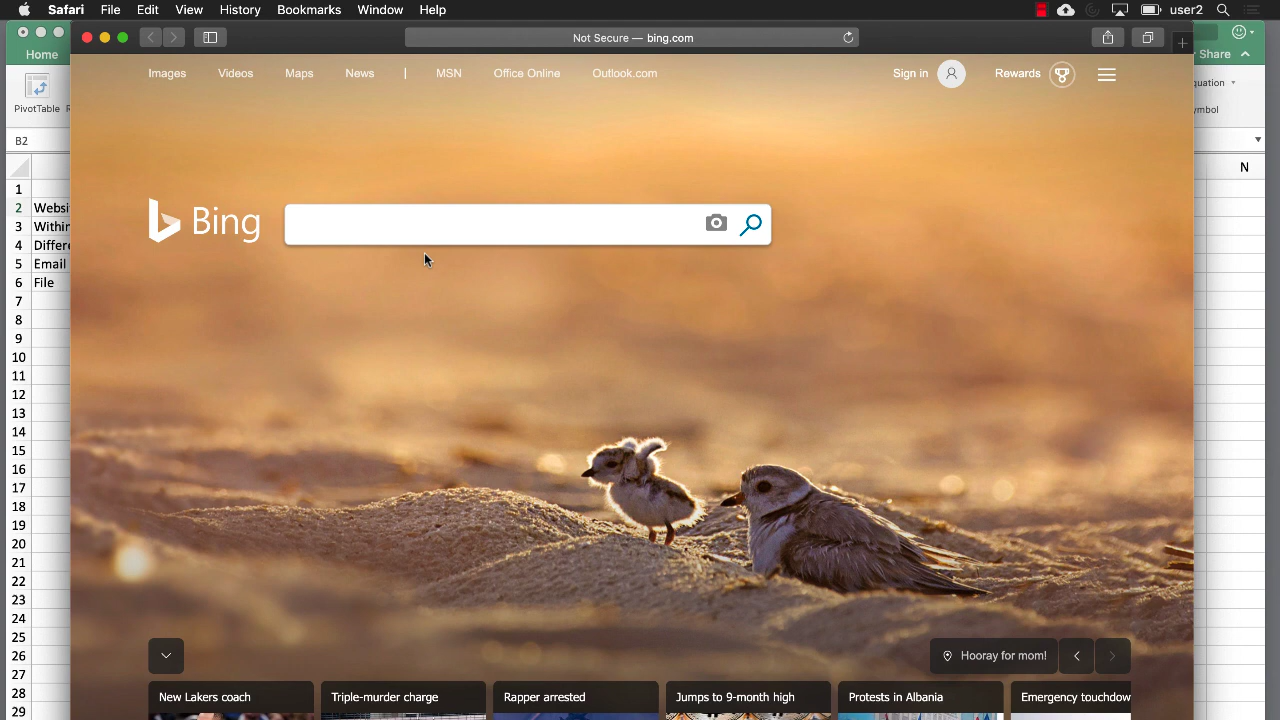 Safari File Edit View History Bookmarks Window Help user2
Home Share
Not Secure — bing.com
Images Videos Maps News | MSN Office Online Outlook.com Sign in Rewards
PivotTable
B2
N
Bing
1
2 Websi
3 Within
4 Differe
5 Email
6 File
7
8
9
10
11
12
13
14
15
16
17
18
19
20
21
22
23
24
25
26
27
28
29
Hooray for mom!
New Lakers coach Triple-murder charge Rapper arrested Jumps to 9-month high Protests in Albania Emergency touchdow